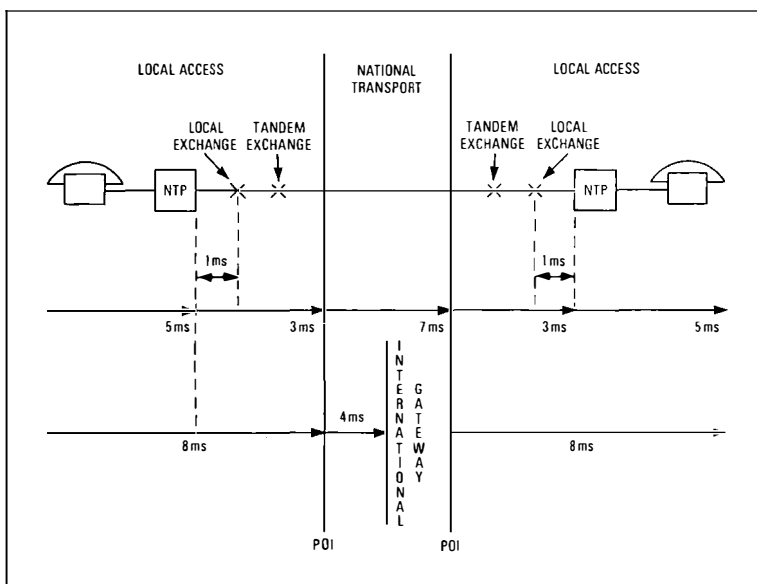 LOCAL ACCESS
NATIONAL
TRANSPORT
LOCAL ACCESS
LOCAL
EXCHANGE
TANDEM
EXCHANGE
TANDEM
EXCHANGE
LOCAL
EXCHANGE
NTP
NTP
1ms
1ms
5ms
3ms
7ms
3ms
5ms
INTERNATIONAL
GATEWAY
4ms
8ms
8ms
POI
POI